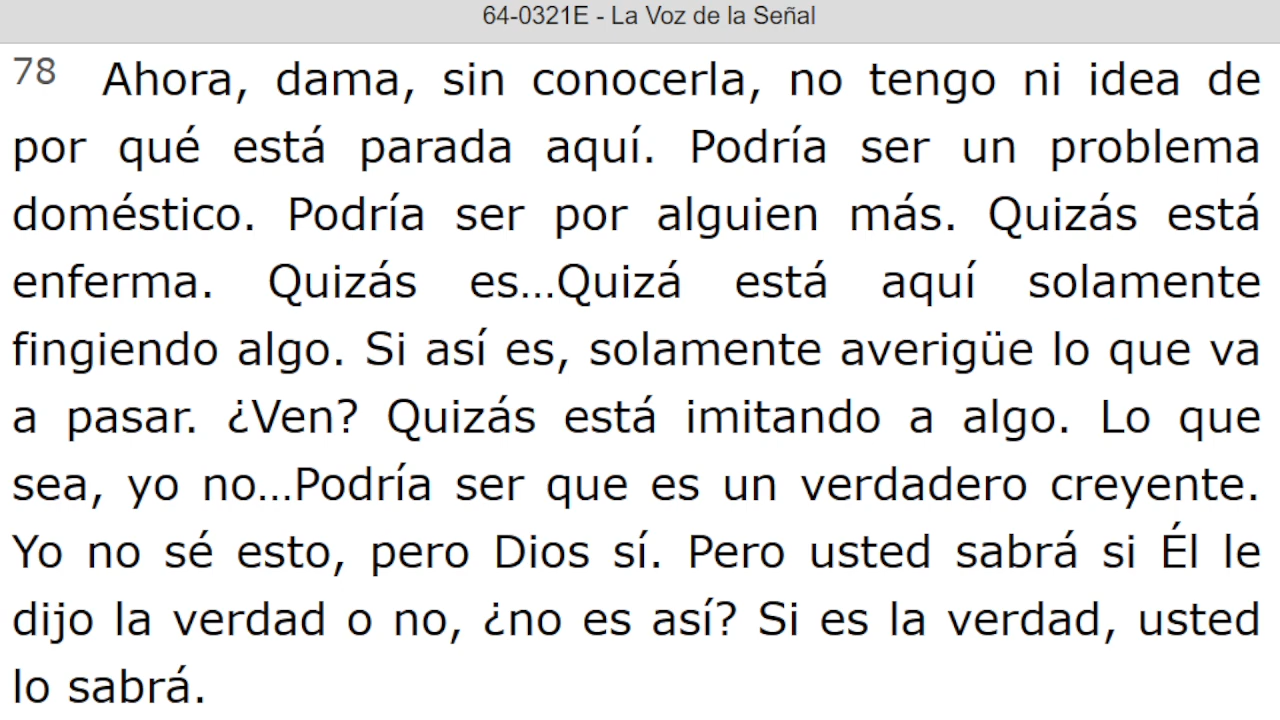 64-0321E - La Voz de la Señal
78 Ahora, dama, sin conocerla, no tengo ni idea de
por qué está parada aquí. Podría ser un problema
doméstico. Podría ser por alguien más. Quizás está
enferma. Quizás es...Quizá está aquí solamente
fingiendo algo. Si así es, solamente averigüe lo que va
a pasar. ¿Ven? Quizás está imitando a algo. Lo que
sea, yo no...Podría ser que es un verdadero creyente.
Yo no sé esto, pero Dios sí. Pero usted sabrá si Él le
dijo la verdad o no, ¿no es así? Si es la verdad, usted
lo sabrá.